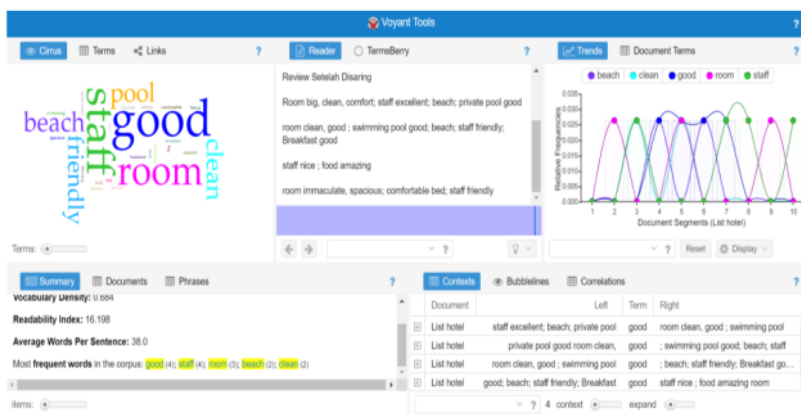 Voyant Tools
?
Cirrus Terms Links ?
good
staff
room
beach
pool
friendly
clean
Terms:
Reader TermsBerry ?
Review Setelah Disaring
Room big, clean, comfort; staff excellent; beach; private pool good
room clean, good ; swimming pool good; beach; staff friendly;
Breakfast good
staff nice ; food amazing
room immaculate, spacious; comfortable bed; staff friendly
?
Trends Document Terms ?
beach clean good room staff
Relative Frequencies
0.035
0.030
0.025
0.020
0.015
0.010
0.005
0.000
1 2 3 4 5 6 7 8 9 10
Document Segments (List hotel)
? Reset Display
Summary Documents Phrases ?
Vocabulary Density: 0.684
Readability Index: 16.198
Average Words Per Sentence: 38.0
Most frequent words in the corpus: good (4); staff (4); room (3); beach (2); clean (2)
items:
Contexts Bubblelines Correlations ?
Document Left Term Right
List hotel staff excellent; beach; private pool good room clean, good ; swimming pool
List hotel private pool good room clean, good ; swimming pool good; beach; staff
List hotel room clean, good ; swimming pool good ; beach; staff friendly; Breakfast go...
List hotel good; beach; staff friendly; Breakfast good staff nice ; food amazing room
? 4 context expand